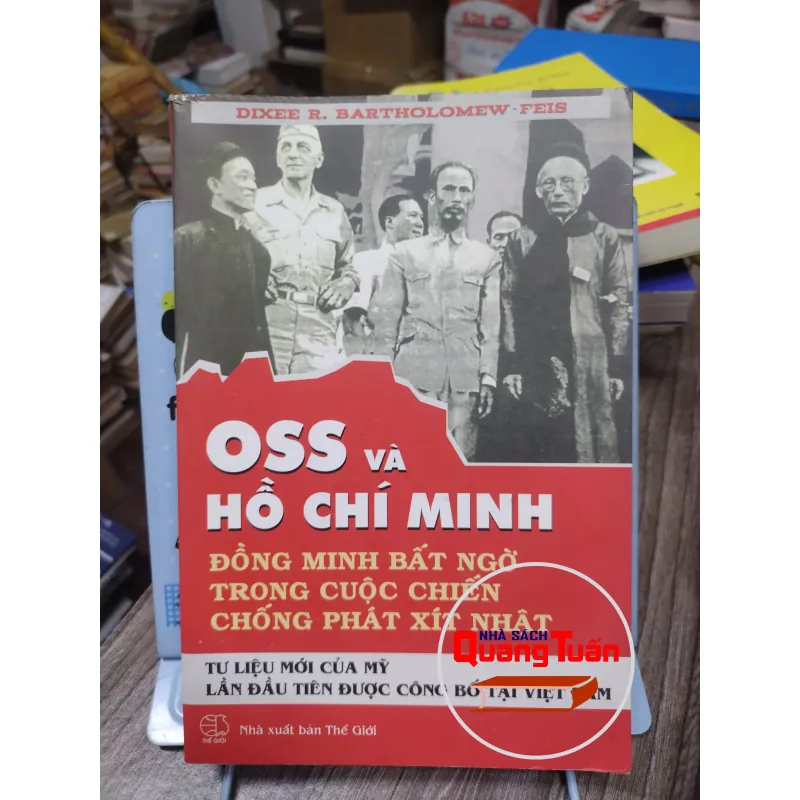 DIXEE R. BARTHOLOMEW-FEIS
OSS VÀ
HỒ CHÍ MINH
ĐỒNG MINH BẤT NGỜ
TRONG CUỘC CHIẾN
CHỐNG PHÁT XÍT NHẬT
TƯ LIỆU MỚI CỦA MỸ
LẦN ĐẦU TIÊN ĐƯỢC CÔNG BỐ TẠI VIỆT NAM
THẾ GIỚI
Nhà xuất bản Thế Giới
NHÀ SÁCH
Quang Tuấn